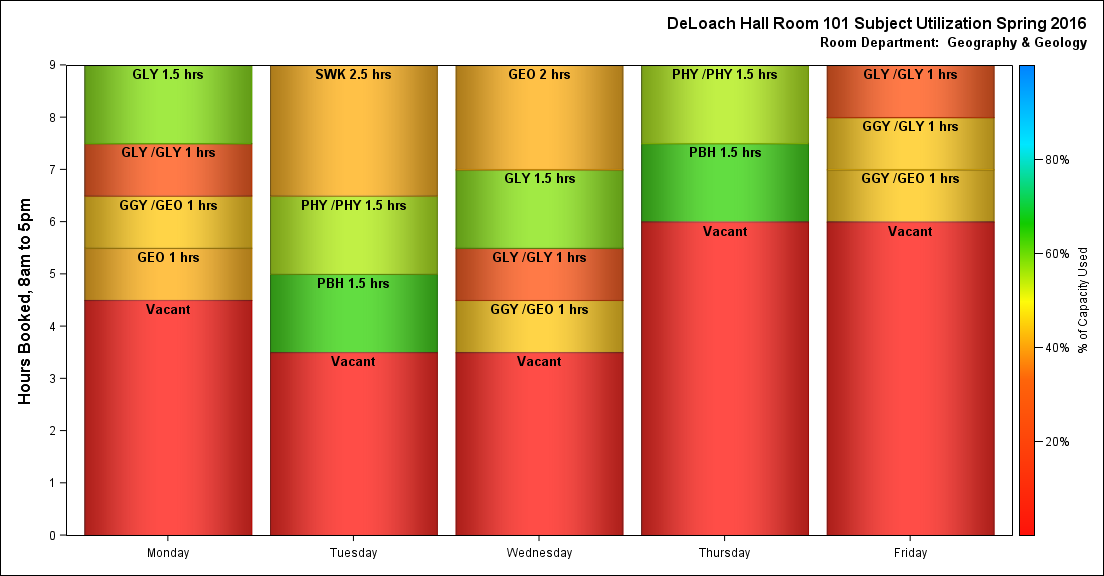 DeLoach Hall Room 101 Subject Utilization Spring 2016
Room Department:  Geography & Geology
Hours Booked, 8am to 5pm
9
8
7
6
5
4
3
2
1
0
GLY 1.5 hrs
GLY /GLY 1 hrs
GGY /GEO 1 hrs
GEO 1 hrs
Vacant
Monday
SWK 2.5 hrs
PHY /PHY 1.5 hrs
PBH 1.5 hrs
Vacant
Tuesday
GEO 2 hrs
GLY 1.5 hrs
GLY /GLY 1 hrs
GGY /GEO 1 hrs
Vacant
Wednesday
PHY /PHY 1.5 hrs
PBH 1.5 hrs
Vacant
Thursday
GLY /GLY 1 hrs
GGY /GLY 1 hrs
GGY /GEO 1 hrs
Vacant
Friday
80%
60%
40%
20%
% of Capacity Used